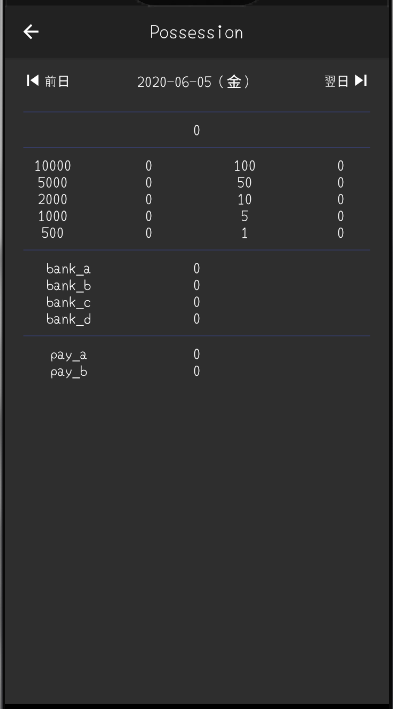 Possession
前日 2020-06-05 (金) 翌日
0
10000 0 100 0
5000 0 50 0
2000 0 10 0
1000 0 5 0
500 0 1 0
bank_a 0
bank_b 0
bank_c 0
bank_d 0
pay_a 0
pay_b 0